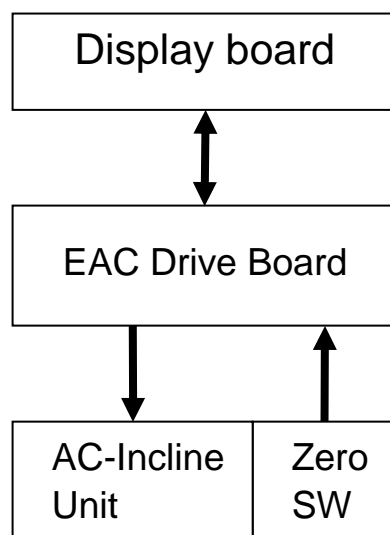 Display board
EAC Drive Board
AC-Incline
Unit
Zero
SW